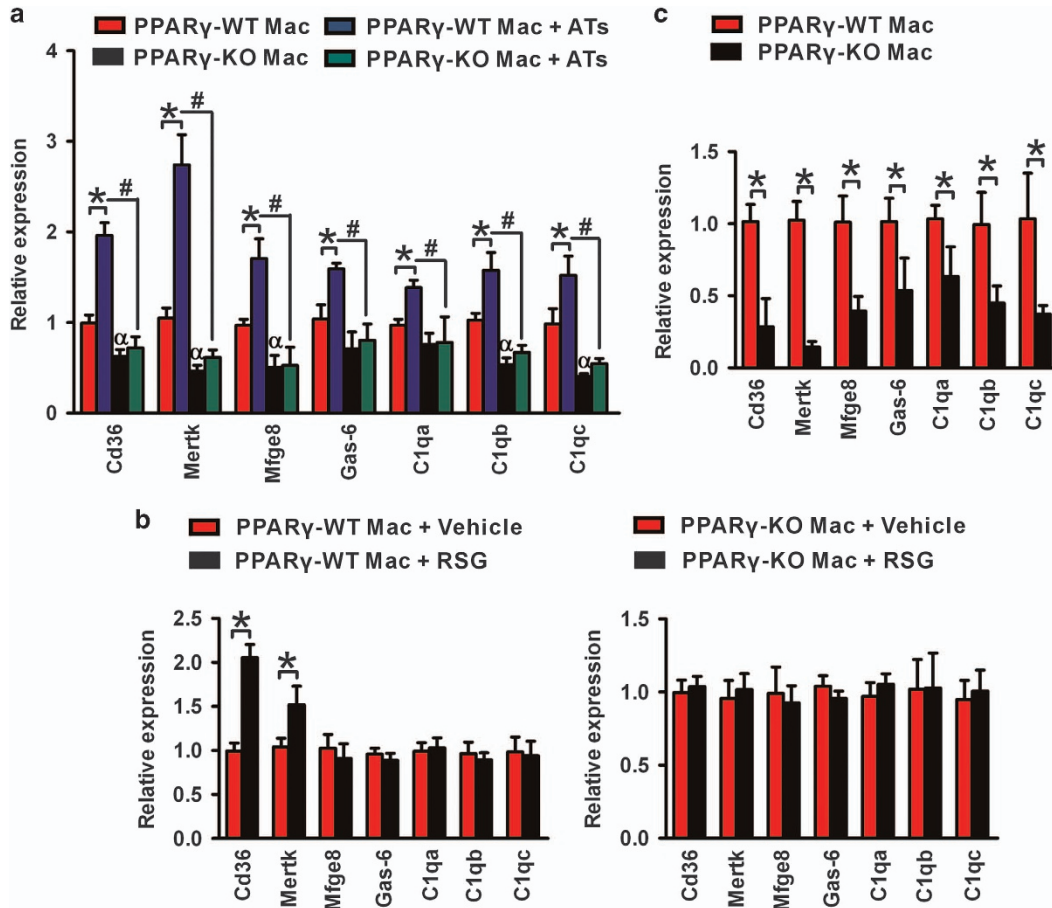 a
PPARγ-WT Mac
PPARγ-WT Mac + ATs
PPARγ-KO Mac
PPARγ-KO Mac + ATs
Relative expression
4
3
2
1
0
* #
* #
* #
* #
* #
* #
* #
α
α
α
α
α
Cd36
Mertk
Mfge8
Gas-6
C1qa
C1qb
C1qc
c
PPARγ-WT Mac
PPARγ-KO Mac
Relative expression
1.5
1.0
0.5
0.0
* * * * * * *
Cd36
Mertk
Mfge8
Gas-6
C1qa
C1qb
C1qc
b
PPARγ-WT Mac + Vehicle
PPARγ-WT Mac + RSG
Relative expression
2.5
2.0
1.5
1.0
0.5
0.0
* *
Cd36
Mertk
Mfge8
Gas-6
C1qa
C1qb
C1qc
PPARγ-KO Mac + Vehicle
PPARγ-KO Mac + RSG
Relative expression
1.5
1.0
0.5
0.0
Cd36
Mertk
Mfge8
Gas-6
C1qa
C1qb
C1qc